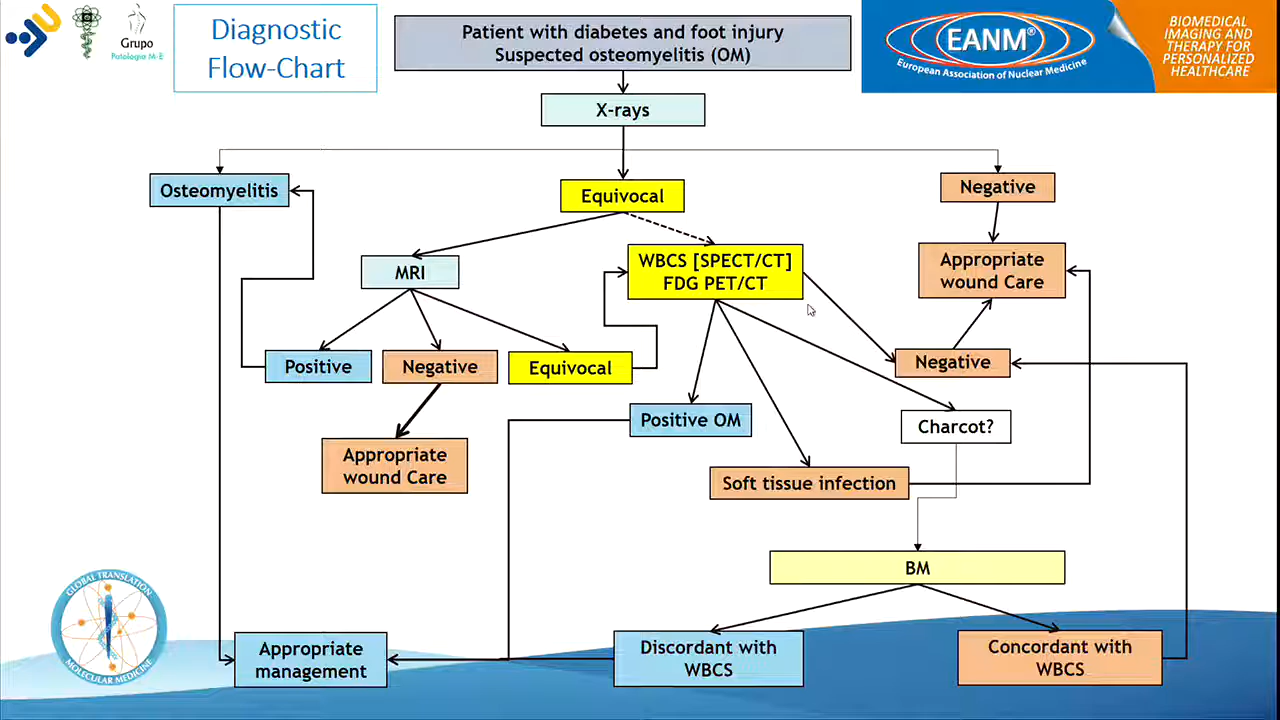 Grupo
Patología M-E
Diagnostic
Flow-Chart
Patient with diabetes and foot injury
Suspected osteomyelitis (OM)
EANM®
European Association of Nuclear Medicine
BIOMEDICAL
IMAGING AND
THERAPY FOR
PERSONALIZED
HEALTHCARE
X-rays
Osteomyelitis
Equivocal
Negative
MRI
WBCS [SPECT/CT]
FDG PET/CT
Appropriate
wound Care
Positive
Negative
Equivocal
Negative
Positive OM
Charcot?
Appropriate
wound Care
Soft tissue infection
BM
GLOBAL TRANSLATION
MOLECULAR MEDICINE
Appropriate
management
Discordant with
WBCS
Concordant with
WBCS